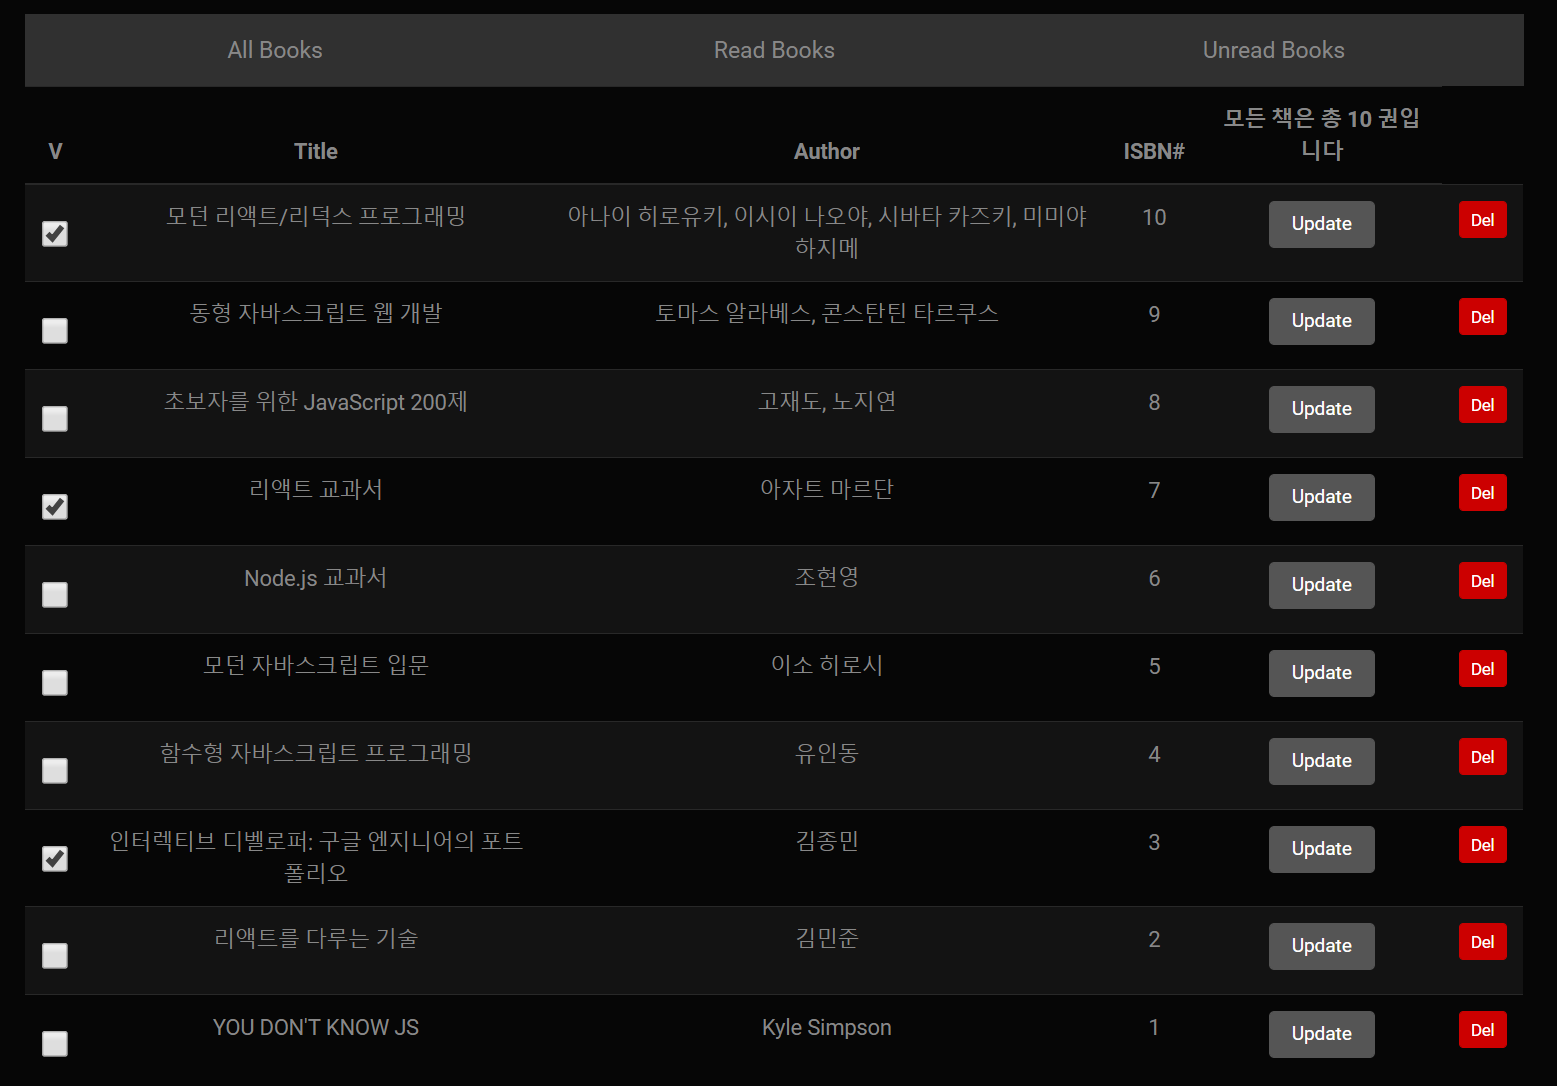 All Books Read Books Unread Books
V Title Author ISBN# 모든 책은 총 10 권입
니다
모던 리액트/리덕스 프로그래밍 아나이 히로유키, 이시이 나오야, 시바타 카즈키, 미미야 10 Update Del
하지메
동형 자바스크립트 웹 개발 토마스 알라베스, 콘스탄틴 타르쿠스 9 Update Del
초보자를 위한 JavaScript 200제 고재도, 노지연 8 Update Del
리액트 교과서 아자트 마르단 7 Update Del
Node.js 교과서 조현영 6 Update Del
모던 자바스크립트 입문 이소 히로시 5 Update Del
함수형 자바스크립트 프로그래밍 유인동 4 Update Del
인터렉티브 디벨로퍼: 구글 엔지니어의 포트 김종민 3 Update Del
폴리오
리액트를 다루는 기술 김민준 2 Update Del
YOU DON'T KNOW JS Kyle Simpson 1 Update Del